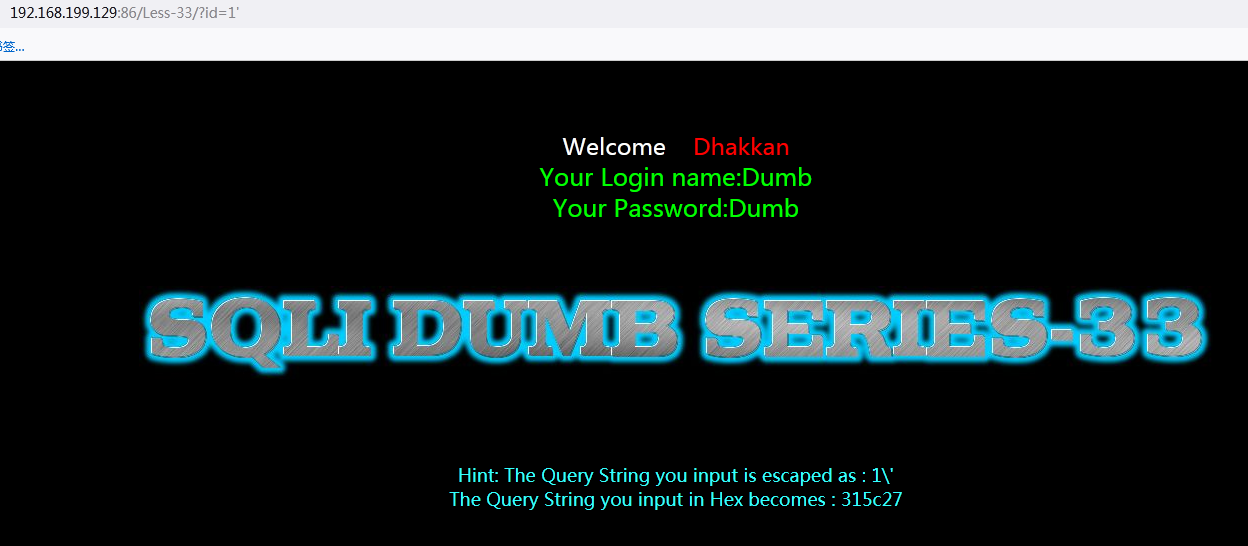 192.168.199.129:86/Less-33/?id=1'
签...
Welcome Dhakkan
Your Login name:Dumb
Your Password:Dumb
SQLI DUMB SERIES-33
Hint: The Query String you input is escaped as : 1\'
The Query String you input in Hex becomes : 315c27